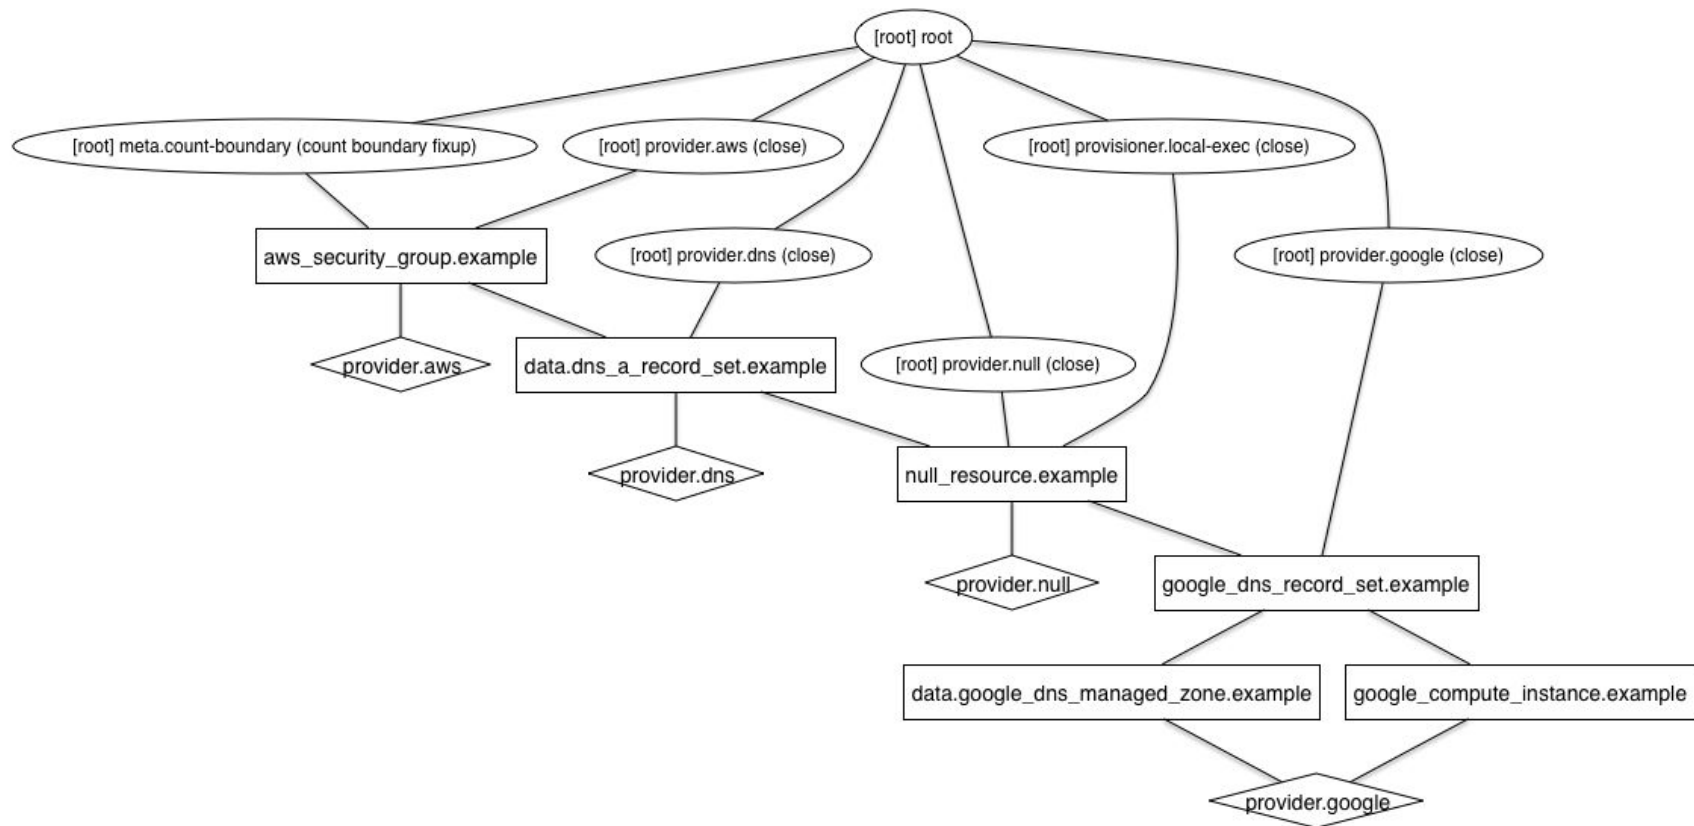 [root] root
[root] meta.count-boundary (count boundary fixup)
[root] provider.aws (close)
[root] provisioner.local-exec (close)
aws_security_group.example
[root] provider.dns (close)
[root] provider.google (close)
provider.aws
data.dns_a_record_set.example
[root] provider.null (close)
provider.dns
null_resource.example
provider.null
google_dns_record_set.example
data.google_dns_managed_zone.example
google_compute_instance.example
provider.google